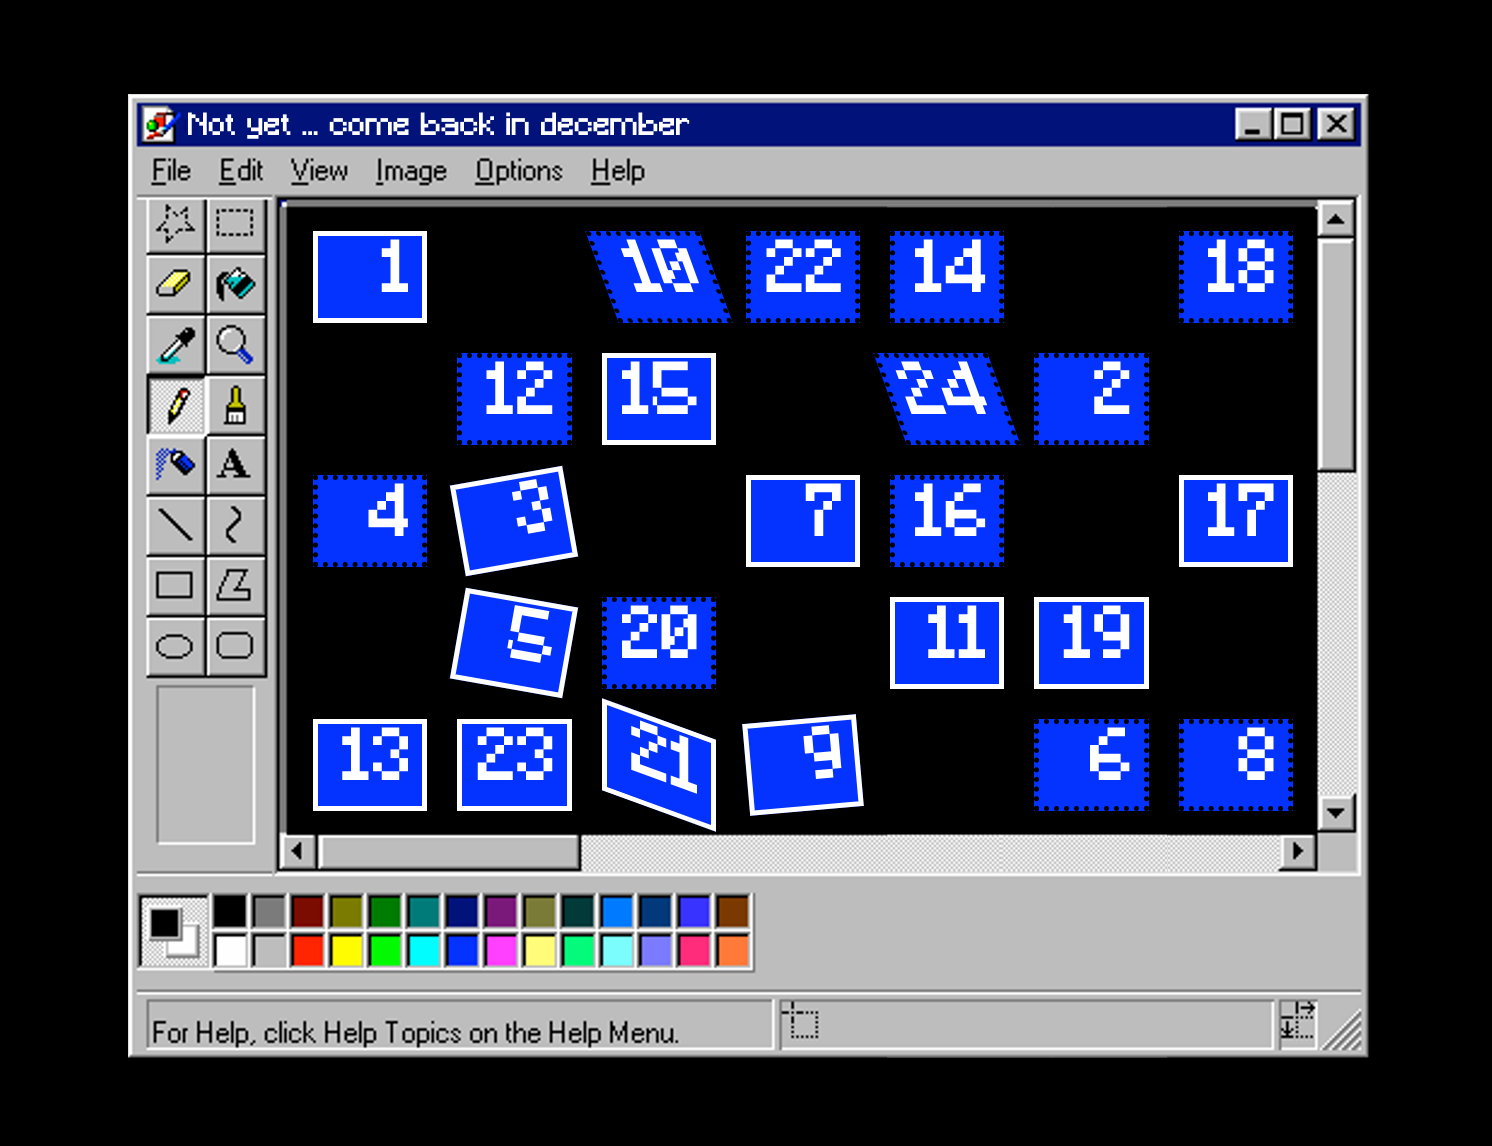 Not yet ... come back in december
File Edit View Image Options Help
1 10 22 14 18
12 15 24 2
4 3 7 16 17
5 20 11 19
13 23 21 9 6 8
A
For Help, click Help Topics on the Help Menu.